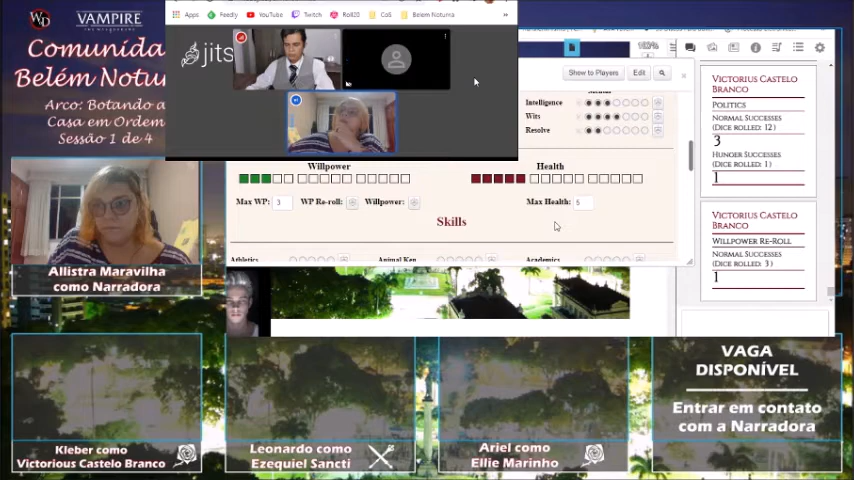 VAMPIRE
Comunida
Belém Notu
Arco: Botando a
Casa em Ordem
Sessão 1 de 4
Apps
Feedly
YouTube
Twitch
Roll20
CoS
Belem Noturna
»
jits
Show to Players
Edit
Intelligence
Wits
Resolve
Willpower
Health
Max WP: 3
WP Re-roll:
Willpower:
Max Health: 5
Skills
Athletics
Animal Ken
Academics
VICTORIUS CASTELO
BRANCO
POLITICS
NORMAL SUCCESSES
(DICE ROLLED: 12)
3
HUNGER SUCCESSES
(DICE ROLLED: 1)
1
VICTORIUS CASTELO
BRANCO
WILLPOWER RE-ROLL
NORMAL SUCCESSES
(DICE ROLLED: 3)
1
Allistra Maravilha
como Narradora
Kleber como
Victorious Castelo Branco
Leonardo como
Ezequiel Sancti
Ariel como
Ellie Marinho
VAGA
DISPONÍVEL
Entrar em contato
com a Narradora